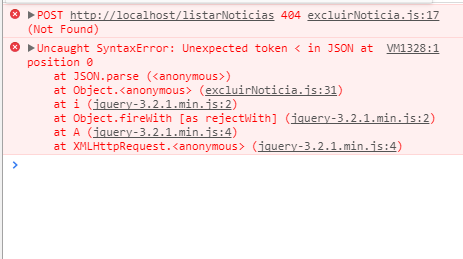 POST http://localhost/listarNoticias 404 excluirNoticia.js:17
(Not Found)
Uncaught SyntaxError: Unexpected token < in JSON at VM1328:1
position 0
at JSON.parse (<anonymous>)
at Object.<anonymous> (excluirNoticia.js:31)
at i (jquery-3.2.1.min.js:2)
at Object.fireWith [as rejectWith] (jquery-3.2.1.min.js:2)
at A (jquery-3.2.1.min.js:4)
at XMLHttpRequest.<anonymous> (jquery-3.2.1.min.js:4)